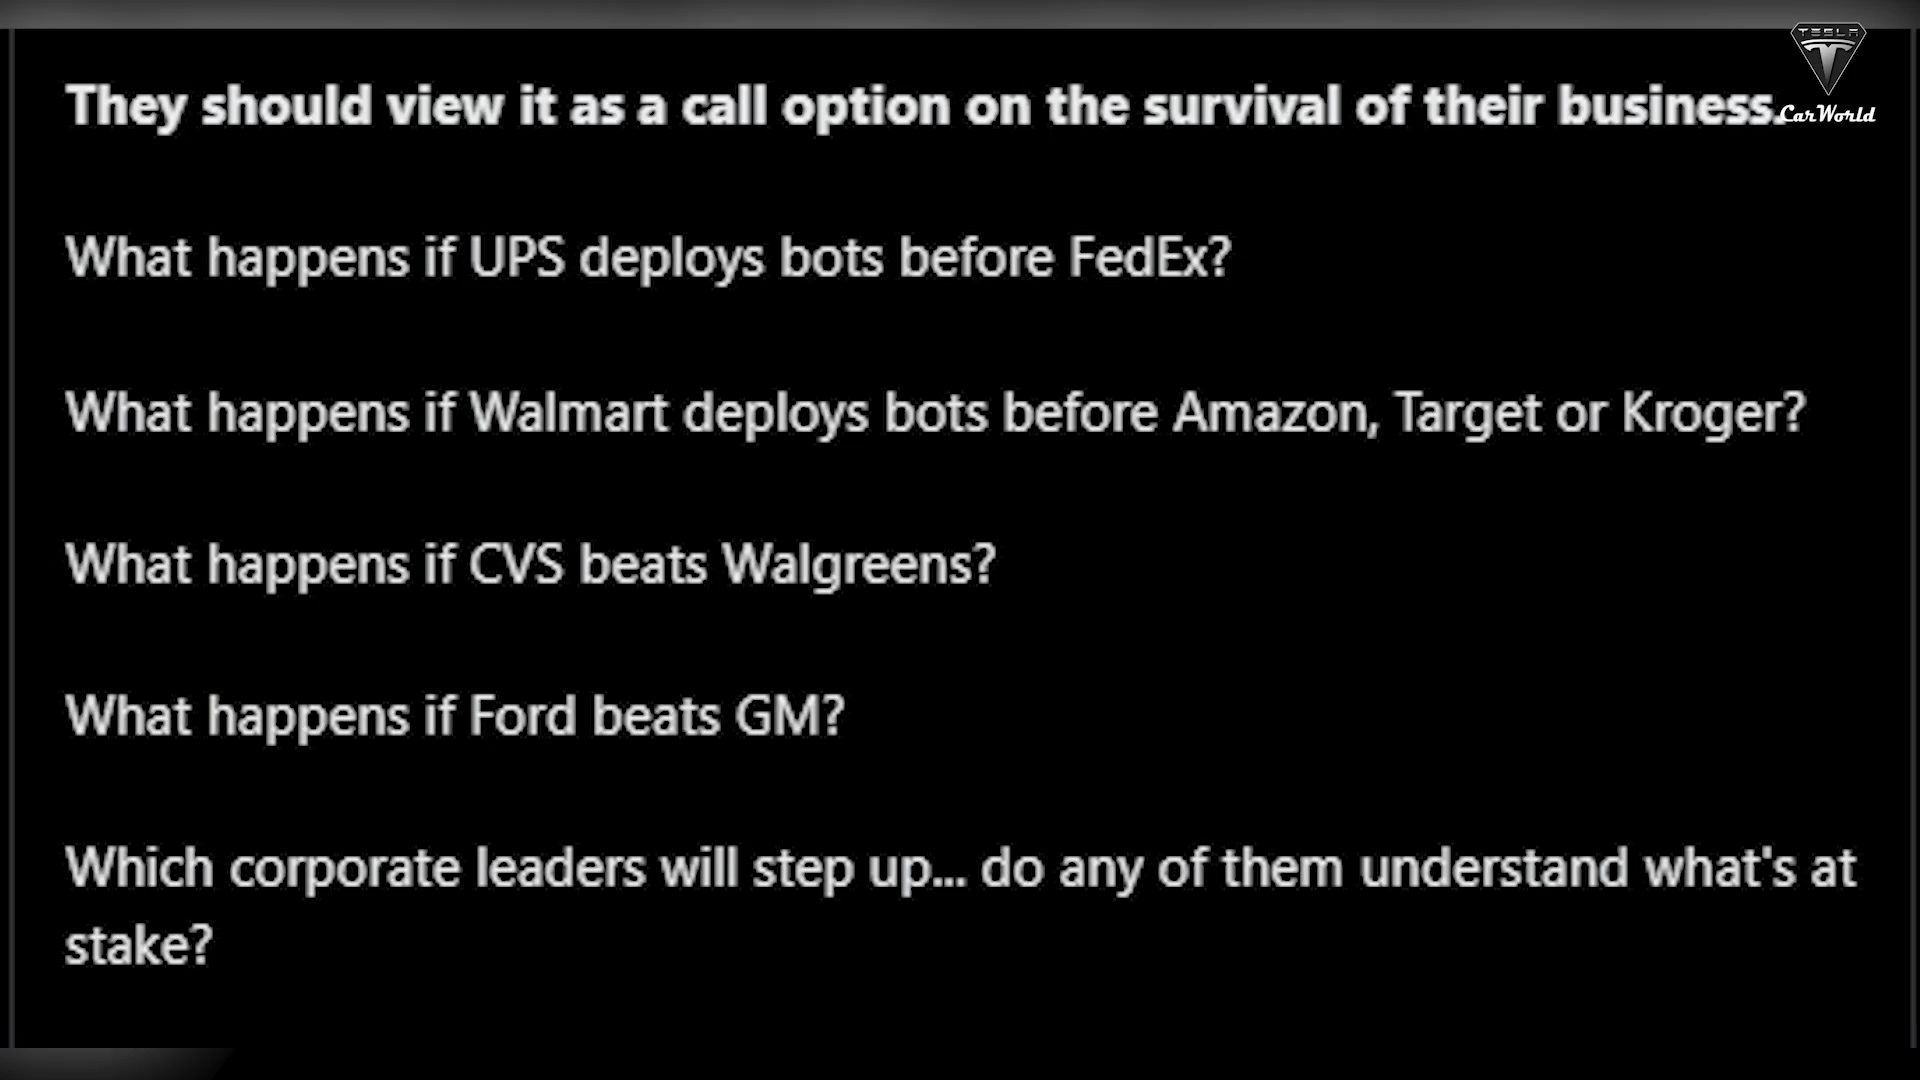 TESLA
CarWorld
They should view it as a call option on the survival of their business.
What happens if UPS deploys bots before FedEx?
What happens if Walmart deploys bots before Amazon, Target or Kroger?
What happens if CVS beats Walgreens?
What happens if Ford beats GM?
Which corporate leaders will step up... do any of them understand what's at
stake?